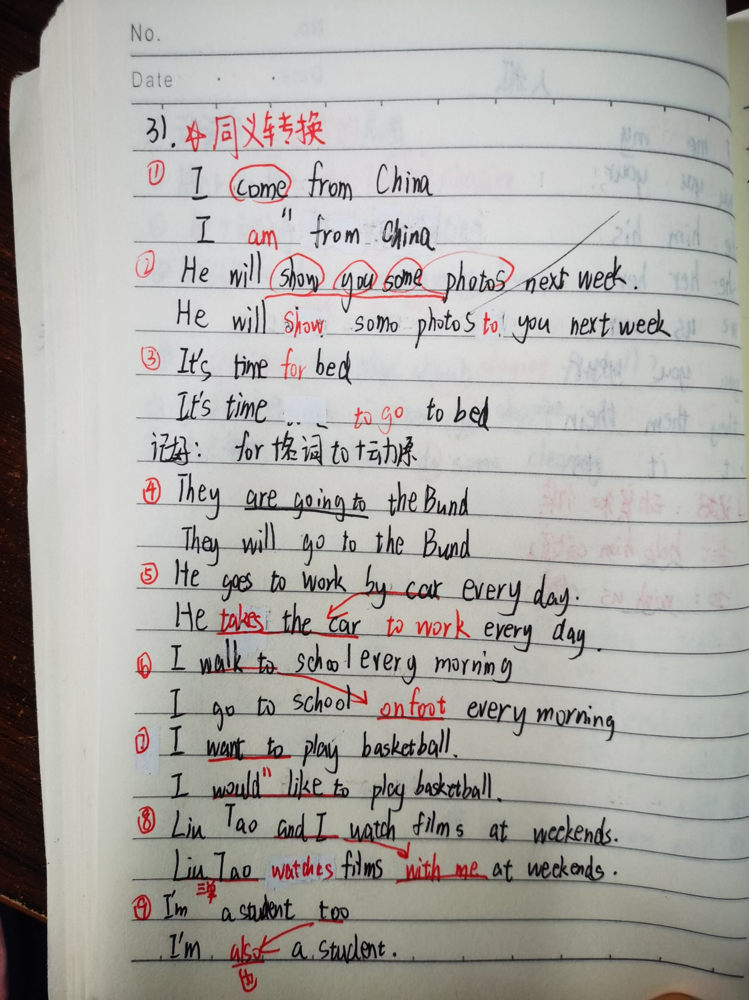 No.
Date
31. ☆同义转换
① I come from China
I am" from China
② He will show you some photos next week.
He will show somo photos to you next week
③ It's time for bed
It's time to go to bed
记好: for+名词 to+动原
④ They are going to the Bund
They will go to the Bund
⑤ He goes to work by car every day.
He takes the car to work every day.
⑥ I walk to school every morning
I go to school on foot every morning
⑦ I want to play basketball.
I would" like to play basketball.
⑧ Liu Tao and I watch films at weekends.
Liu Tao watches films with me at weekends.
三单
⑨ I'm a student too
I'm also a student.
也